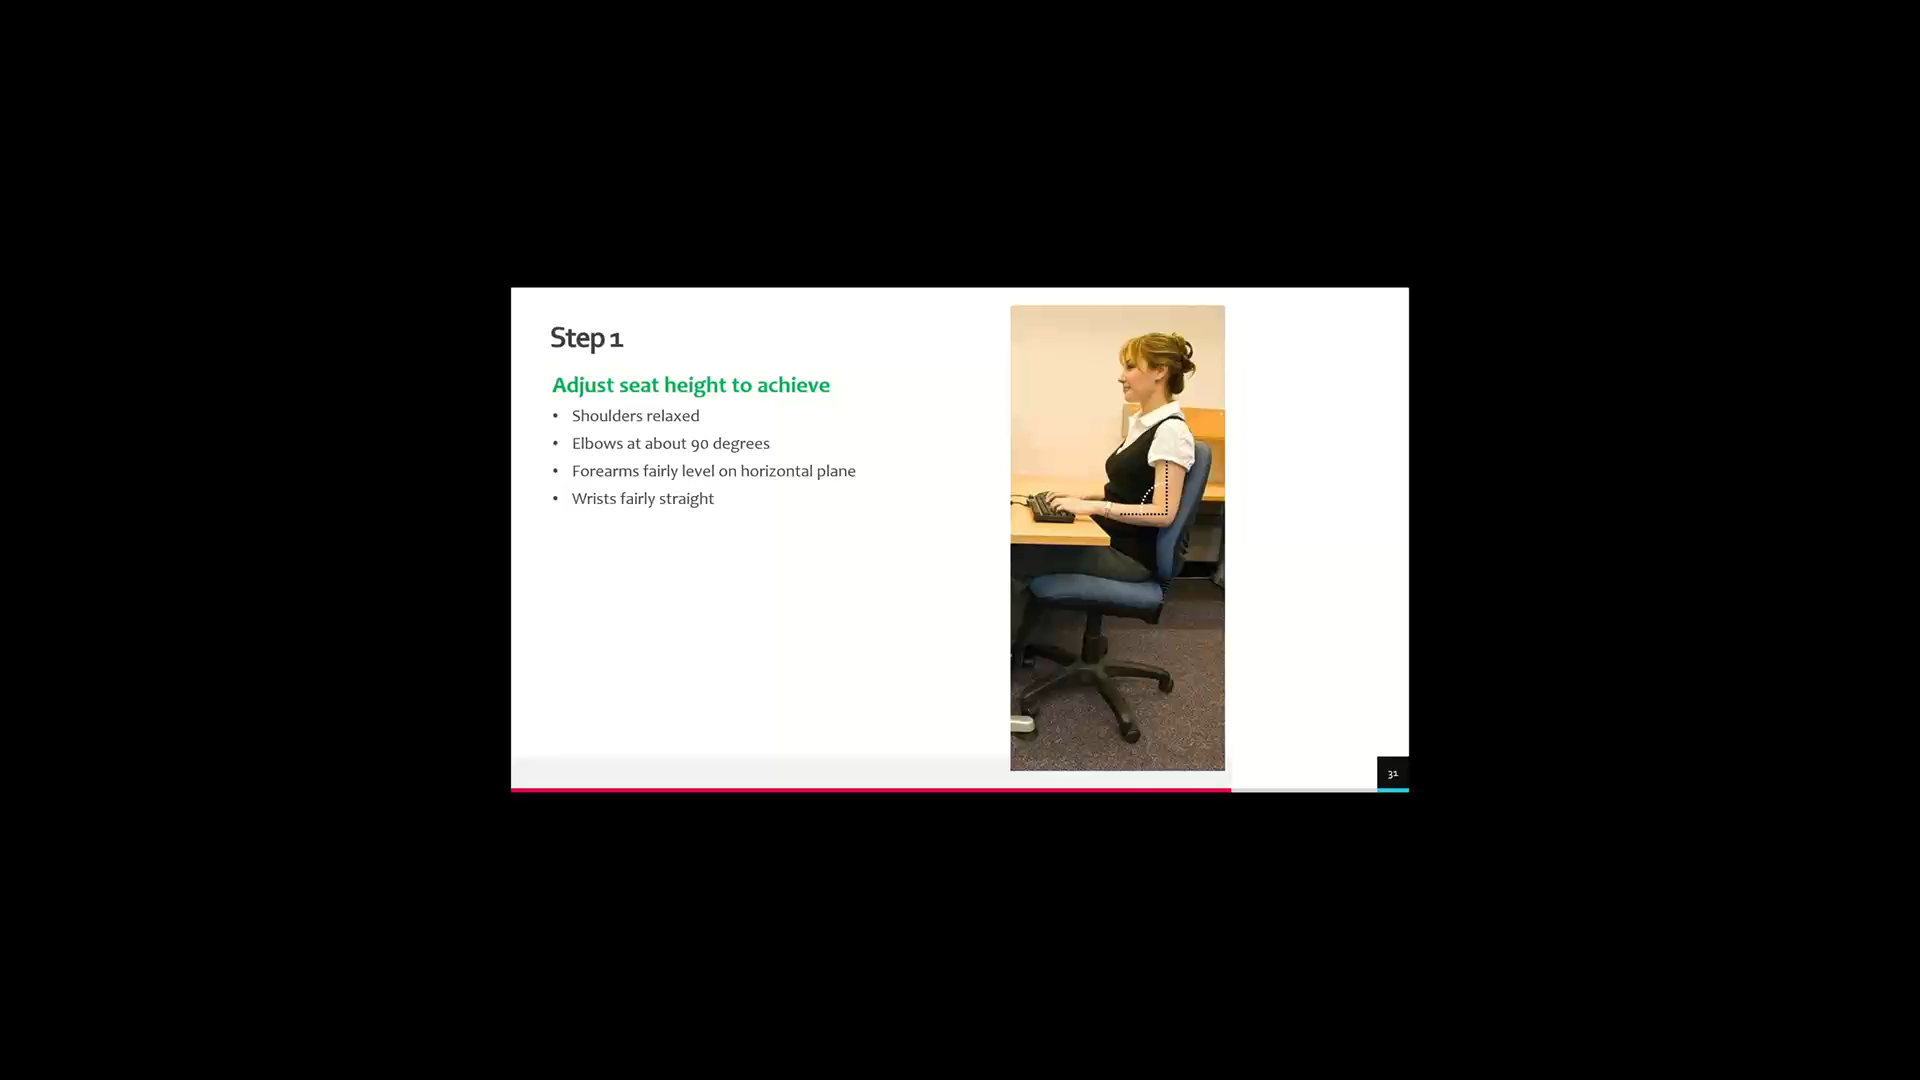 Step 1
Adjust seat height to achieve
• Shoulders relaxed
• Elbows at about 90 degrees
• Forearms fairly level on horizontal plane
• Wrists fairly straight
31